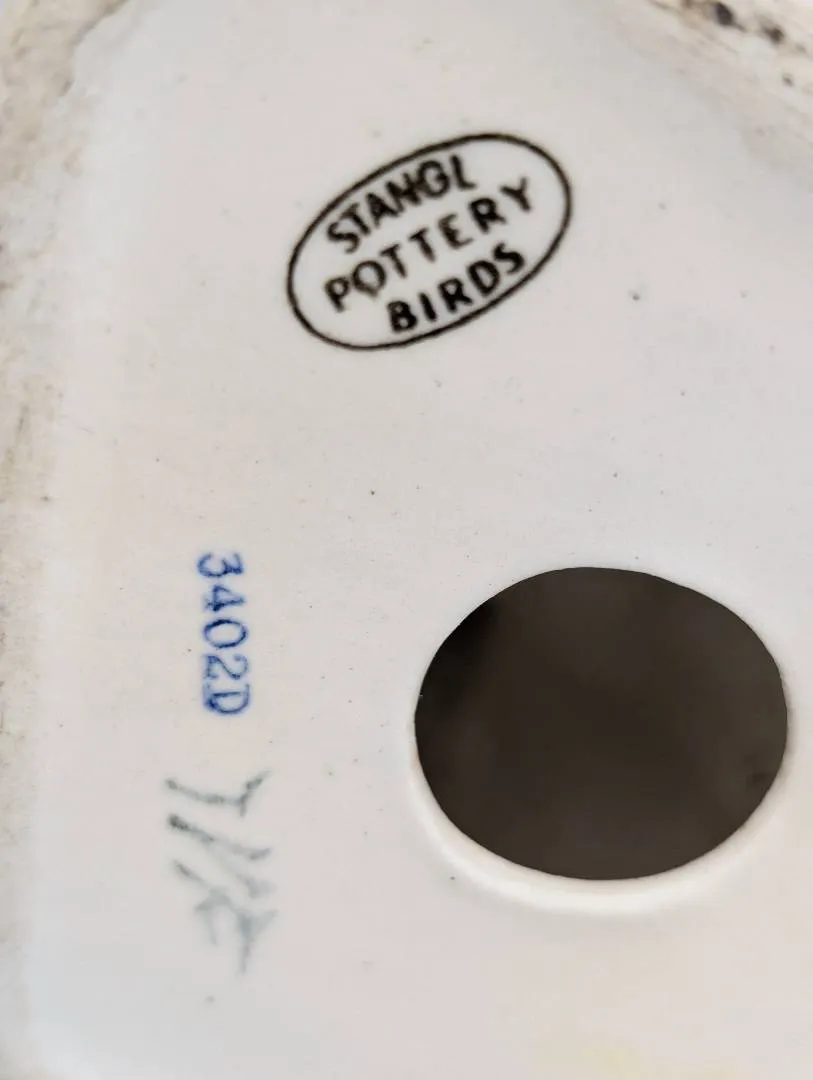 STANGL
POTTERY
BIRDS
3402D